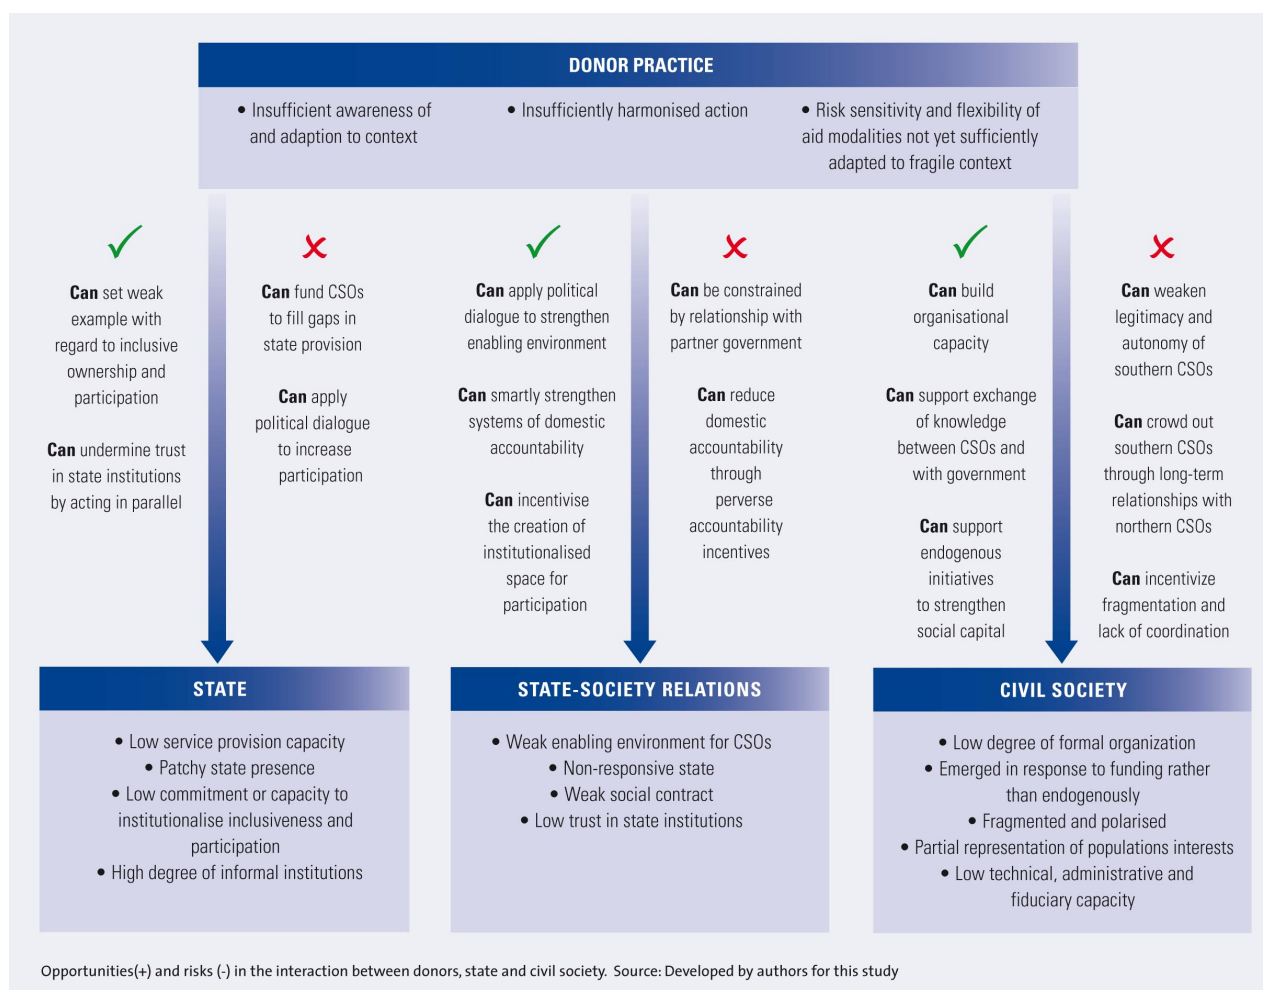 DONOR PRACTICE
• Insufficient awareness of
and adaption to context
• Insufficiently harmonised action
• Risk sensitivity and flexibility of
aid modalities not yet sufficiently
adapted to fragile context
Can set weak
example with
regard to inclusive
ownership and
participation
Can undermine trust
in state institutions
by acting in parallel
Can fund CSOs
to fill gaps in
state provision
Can apply
political dialogue
to increase
participation
Can apply political
dialogue to strengthen
enabling environment
Can smartly strengthen
systems of domestic
accountability
Can incentivise
the creation of
institutionalised
space for
participation
Can be constrained
by relationship with
partner government
Can reduce
domestic
accountability
through
perverse
accountability
incentives
Can build
organisational
capacity
Can support exchange
of knowledge
between CSOs and
with government
Can support
endogenous
initiatives
to strengthen
social capital
Can weaken
legitimacy and
autonomy of
southern CSOs
Can crowd out
southern CSOs
through long-term
relationships with
northern CSOs
Can incentivize
fragmentation and
lack of coordination
STATE
• Low service provision capacity
• Patchy state presence
• Low commitment or capacity to
institutionalise inclusiveness and
participation
• High degree of informal institutions
STATE-SOCIETY RELATIONS
• Weak enabling environment for CSOs
• Non-responsive state
• Weak social contract
• Low trust in state institutions
CIVIL SOCIETY
• Low degree of formal organization
• Emerged in response to funding rather
than endogenously
• Fragmented and polarised
• Partial representation of populations interests
• Low technical, administrative and
fiduciary capacity
Opportunities(+) and risks (-) in the interaction between donors, state and civil society.  Source: Developed by authors for this study